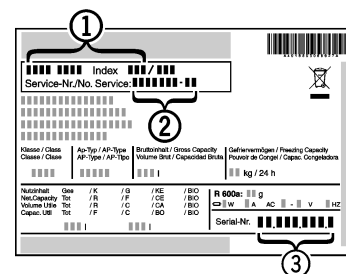 1
Index /
Service-Nr./No. Service: -
2
Klasse / Class
Classe / Clase
Ap-Typ / AP-Type
AP-Type / AP-Tipo
Bruttoinhalt / Gross Capacity
Volume Brut / Capacidad Bruta
Gefriervermögen / Freezing Capacity
Pouvoir de Congel / Capac. Congeladora
l
kg / 24 h
Nutzinhalt Ges / K / G / KE / BIO
Net.Capacity Tot / R / F / CE / BIO
Volume Utile Tot / R / C / CA / BIO
Capac. Util Tot / F / C / BO / BIO
l l
R 600a: g
W A AC - V HZ
Serial-Nr. . . .
3